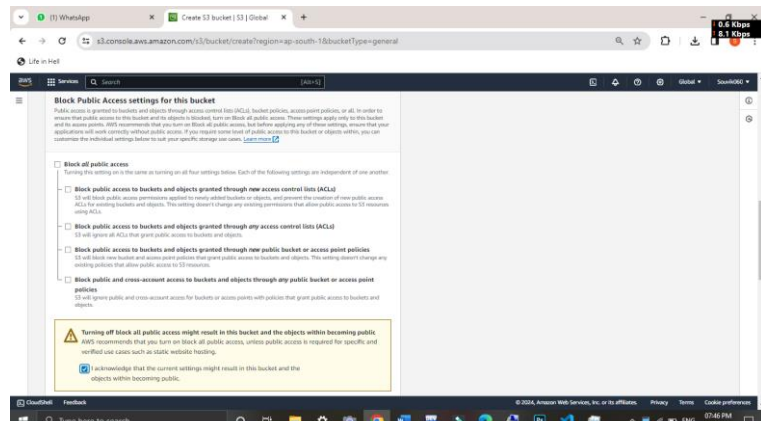 (1) WhatsApp
Create S3 bucket | S3 | Global
0.6 Kbps
8.1 Kbps
s3.console.aws.amazon.com/s3/bucket/create?region=ap-south-1&bucketType=general
Life in Hell
aws Services Search [Alt+S] Global Souvik060
Block Public Access settings for this bucket
Public access is granted to buckets and objects through access control lists (ACLs), bucket policies, access point policies, or all. In order to
ensure that public access to this bucket and its objects is blocked, turn on Block all public access. These settings apply only to this bucket
and its access points. AWS recommends that you turn on Block all public access, but before applying any of these settings, ensure that your
applications will work correctly without public access. If you require some level of public access to this bucket or objects within, you can
customize the individual settings below to suit your specific storage use cases. Learn more
Block all public access
Turning this setting on is the same as turning on all four settings below. Each of the following settings are independent of one another.
Block public access to buckets and objects granted through new access control lists (ACLs)
S3 will block public access permissions applied to newly added buckets or objects, and prevent the creation of new public access
ACLs for existing buckets and objects. This setting doesn't change any existing permissions that allow public access to S3 resources
using ACLs.
Block public access to buckets and objects granted through any access control lists (ACLs)
S3 will ignore all ACLs that grant public access to buckets and objects.
Block public access to buckets and objects granted through new public bucket or access point policies
S3 will block new bucket and access point policies that grant public access to buckets and objects. This setting doesn't change any
existing policies that allow public access to S3 resources.
Block public and cross-account access to buckets and objects through any public bucket or access point
policies
S3 will ignore public and cross-account access for buckets or access points with policies that grant public access to buckets and
objects.
Turning off block all public access might result in this bucket and the objects within becoming public
AWS recommends that you turn on block all public access, unless public access is required for specific and
verified use cases such as static website hosting.
I acknowledge that the current settings might result in this bucket and the
objects within becoming public.
CloudShell Feedback © 2024, Amazon Web Services, Inc. or its affiliates. Privacy Terms Cookie preferences
Type here to search ENG 07:46 PM